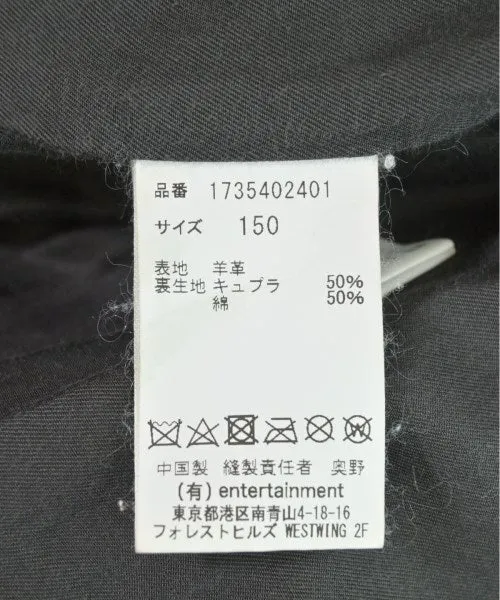 品番 1735402401
サイズ 150
表地 羊革
裏生地 キュプラ 50%
綿 50%
中国製 縫製責任者 奥野
(有) entertainment
東京都港区南青山4-18-16
フォレストヒルズ WESTWING 2F